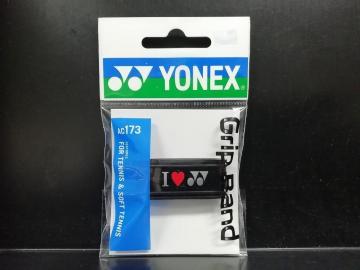 YONEX
AC173
FOR TENNIS & SOFT TENNIS
Grip Band
I